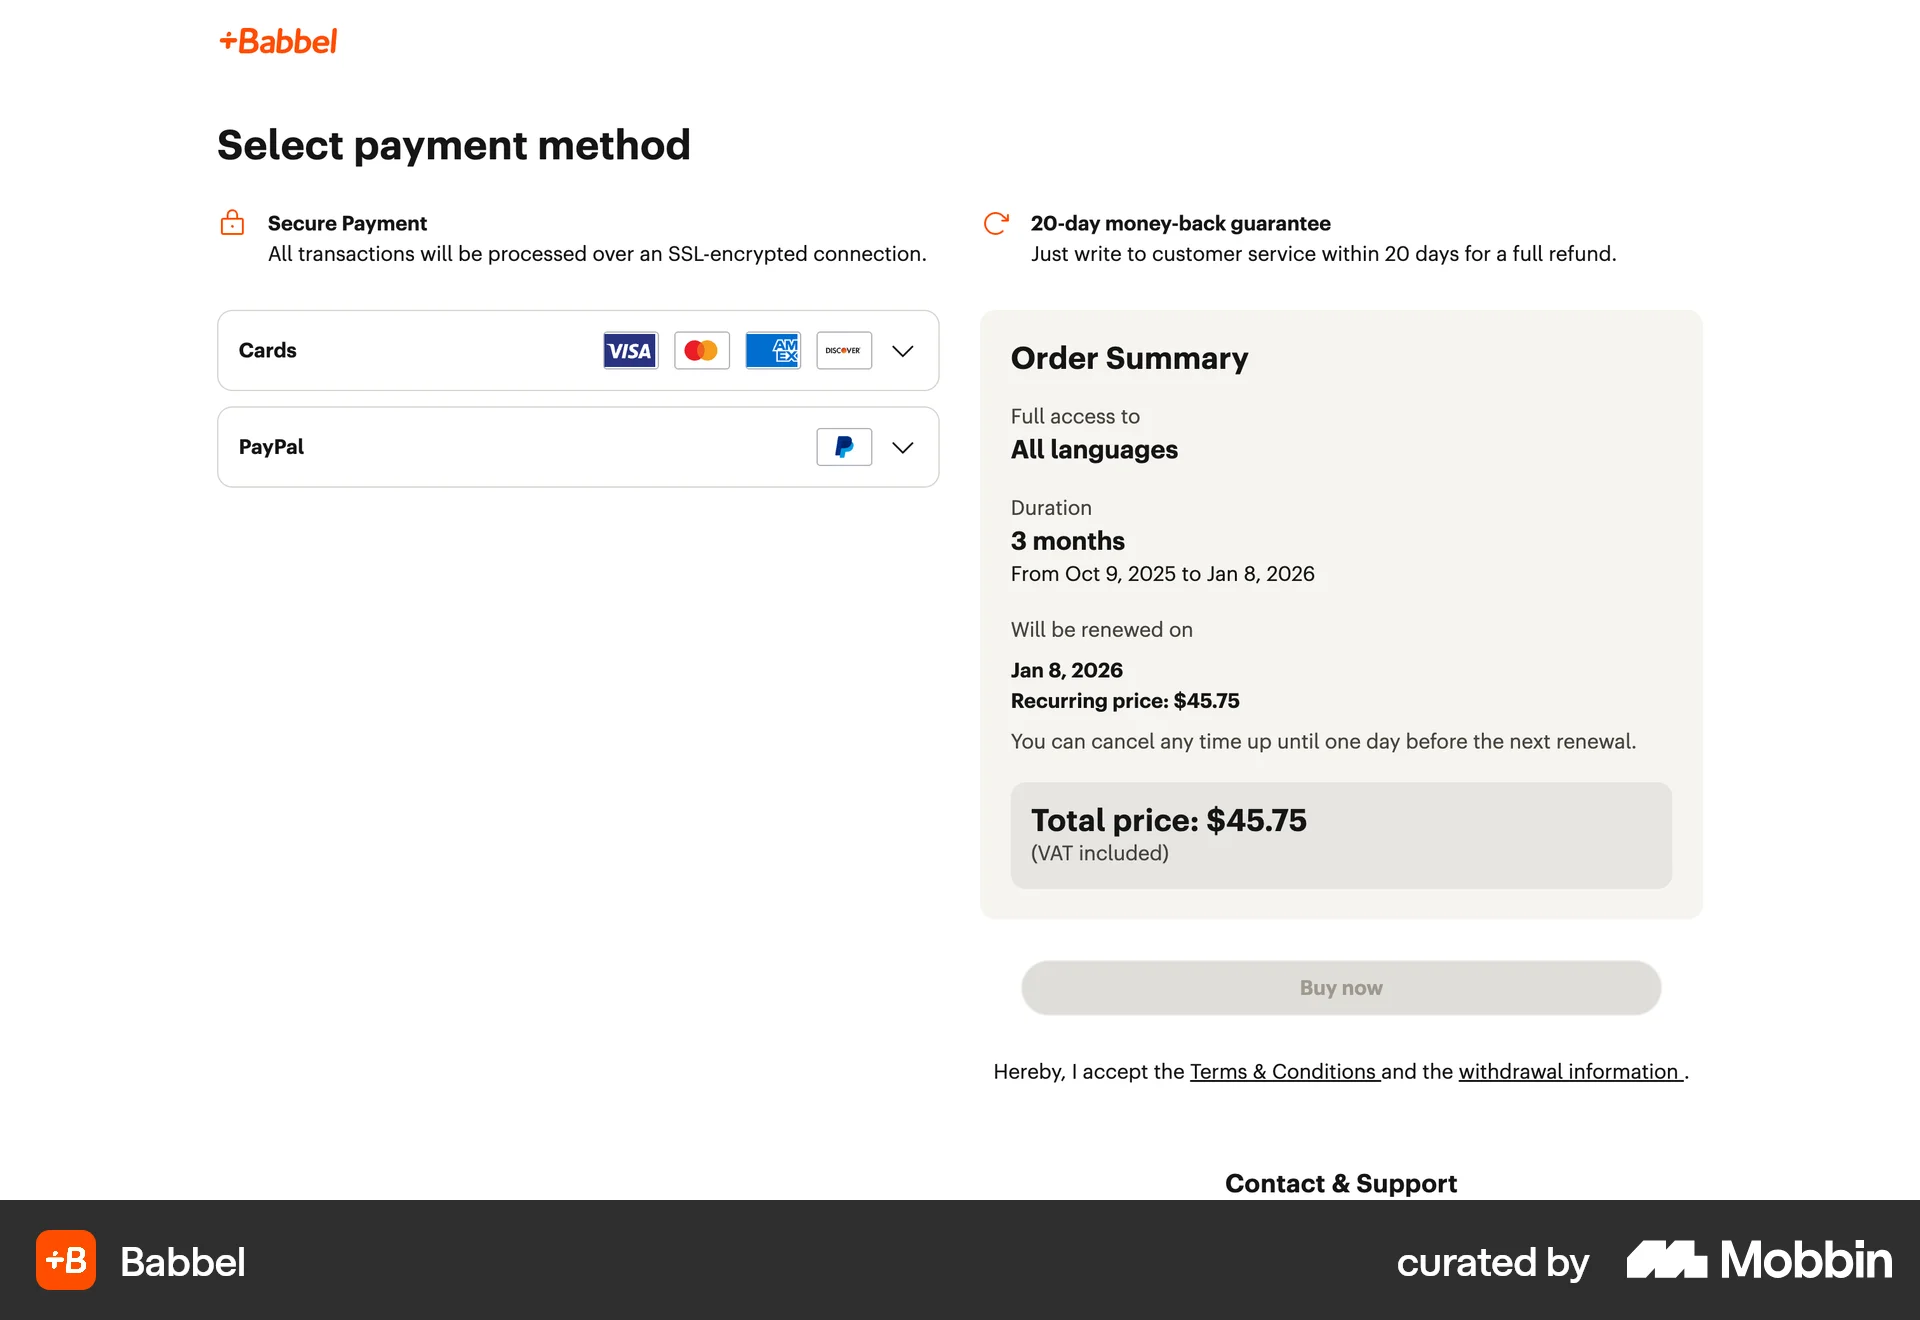 +Babbel
Select payment method
Secure Payment
All transactions will be processed over an SSL-encrypted connection.
20-day money-back guarantee
Just write to customer service within 20 days for a full refund.
Cards
VISA
AM
EX
DISCOVER
PayPal
Order Summary
Full access to
All languages
Duration
3 months
From Oct 9, 2025 to Jan 8, 2026
Will be renewed on
Jan 8, 2026
Recurring price: $45.75
You can cancel any time up until one day before the next renewal.
Total price: $45.75
(VAT included)
Buy now
Hereby, I accept the Terms & Conditions and the withdrawal information .
Contact & Support
+B
Babbel
curated by
Mobbin